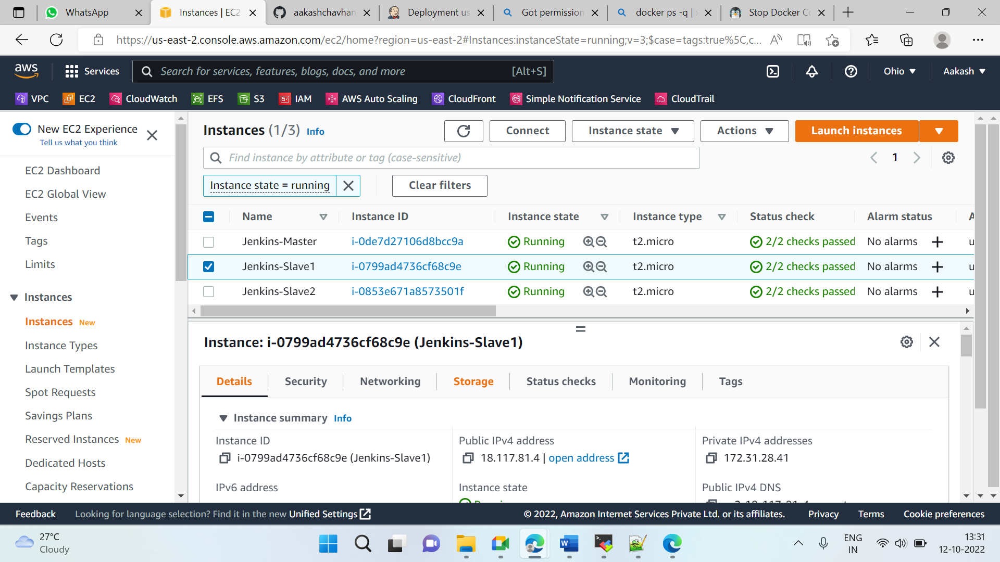 WhatsApp
Instances | EC2
aakashchavhan
Deployment us
Got permission
docker ps -q |
Stop Docker Co
https://us-east-2.console.aws.amazon.com/ec2/home?region=us-east-2#Instances:instanceState=running;v=3;$case=tags:true%5C,c...
aws
Services
Search for services, features, blogs, docs, and more
[Alt+S]
Ohio
Aakash
VPC
EC2
CloudWatch
EFS
S3
IAM
AWS Auto Scaling
CloudFront
Simple Notification Service
CloudTrail
New EC2 Experience
Tell us what you think
EC2 Dashboard
EC2 Global View
Events
Tags
Limits
Instances
Instances New
Instance Types
Launch Templates
Spot Requests
Savings Plans
Reserved Instances New
Dedicated Hosts
Capacity Reservations
Instances (1/3) Info
Connect
Instance state
Actions
Launch instances
Find instance by attribute or tag (case-sensitive)
1
Instance state = running
Clear filters
Name Instance ID Instance state Instance type Status check Alarm status A
Jenkins-Master i-0de7d27106d8bcc9a Running t2.micro 2/2 checks passed No alarms u
Jenkins-Slave1 i-0799ad4736cf68c9e Running t2.micro 2/2 checks passed No alarms u
Jenkins-Slave2 i-0853e671a8573501f Running t2.micro 2/2 checks passed No alarms u
Instance: i-0799ad4736cf68c9e (Jenkins-Slave1)
Details Security Networking Storage Status checks Monitoring Tags
Instance summary Info
Instance ID
i-0799ad4736cf68c9e (Jenkins-Slave1)
Public IPv4 address
18.117.81.4 | open address
Private IPv4 addresses
172.31.28.41
IPv6 address
Instance state
Public IPv4 DNS
Feedback
Looking for language selection? Find it in the new Unified Settings
© 2022, Amazon Internet Services Private Ltd. or its affiliates.
Privacy
Terms
Cookie preferences
27°C
Cloudy
ENG
IN
13:31
12-10-2022